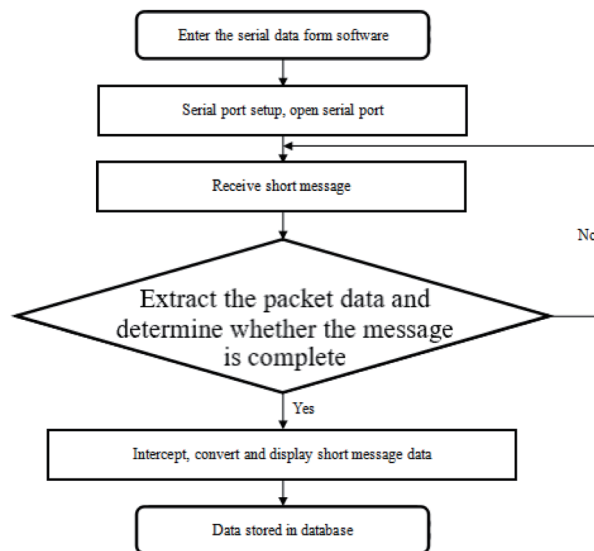 Enter the serial data form software
Serial port setup, open serial port
Receive short message
No
Extract the packet data and
determine whether the message
is complete
Yes
Intercept, convert and display short message data
Data stored in database